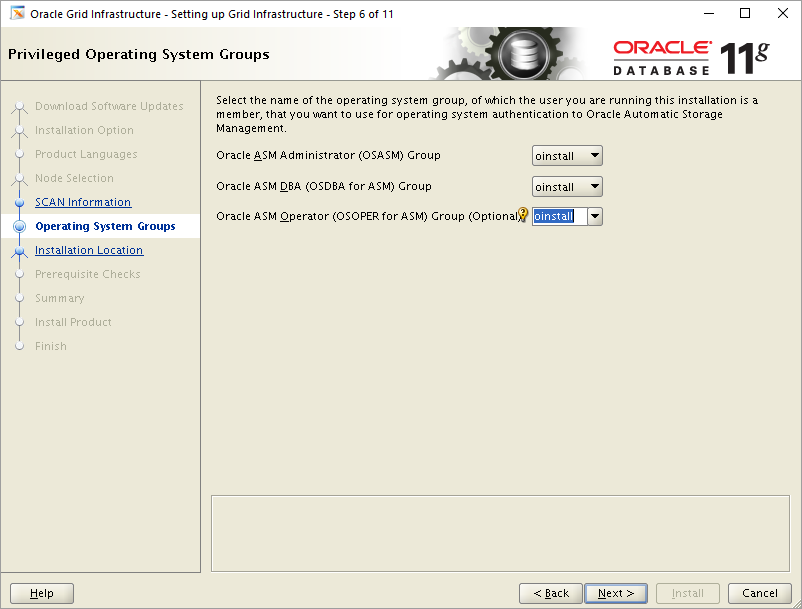 Oracle Grid Infrastructure - Setting up Grid Infrastructure - Step 6 of 11
Privileged Operating System Groups
ORACLE
DATABASE
11g
Download Software Updates
Installation Option
Product Languages
Node Selection
SCAN Information
Operating System Groups
Installation Location
Prerequisite Checks
Summary
Install Product
Finish
Select the name of the operating system group, of which the user you are running this installation is a
member, that you want to use for operating system authentication to Oracle Automatic Storage
Management.
Oracle ASM Administrator (OSASM) Group oinstall
Oracle ASM DBA (OSDBA for ASM) Group oinstall
Oracle ASM Operator (OSOPER for ASM) Group (Optional) oinstall
Help
< Back
Next >
Install
Cancel